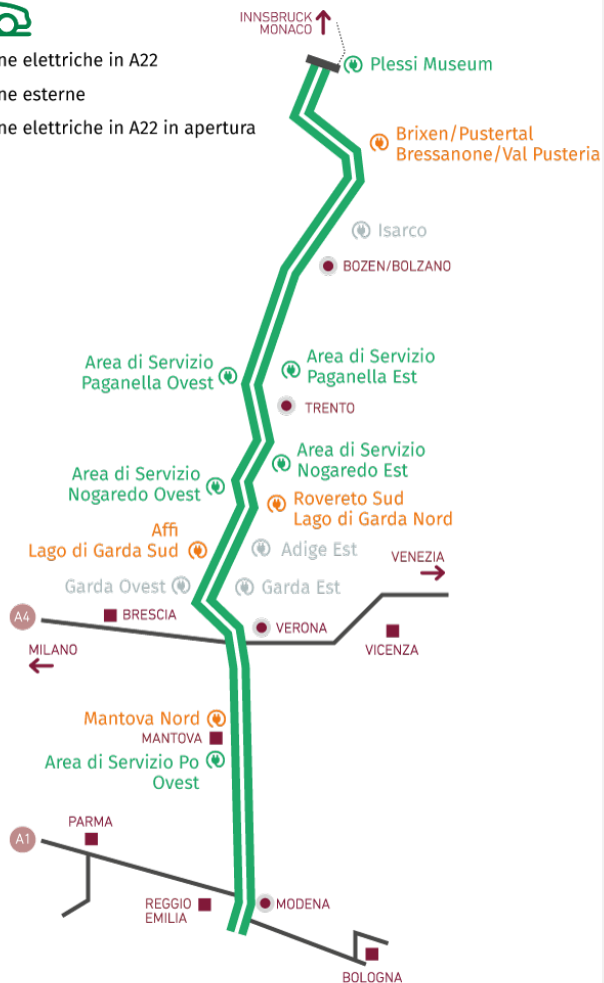 INNSBRUCK
MONACO
ne elettriche in A22
Plessi Museum
ne esterne
ne elettriche in A22 in apertura
Brixen/Pustertal
Bressanone/Val Pusteria
Isarco
BOZEN/BOLZANO
Area di Servizio
Paganella Ovest
Area di Servizio
Paganella Est
TRENTO
Area di Servizio
Nogaredo Est
Area di Servizio
Nogaredo Ovest
Rovereto Sud
Lago di Garda Nord
Affi
Lago di Garda Sud
Adige Est
VENEZIA
Garda Ovest
Garda Est
A4
BRESCIA
VERONA
VICENZA
MILANO
Mantova Nord
MANTOVA
Area di Servizio Po
Ovest
PARMA
A1
REGGIO
EMILIA
MODENA
BOLOGNA